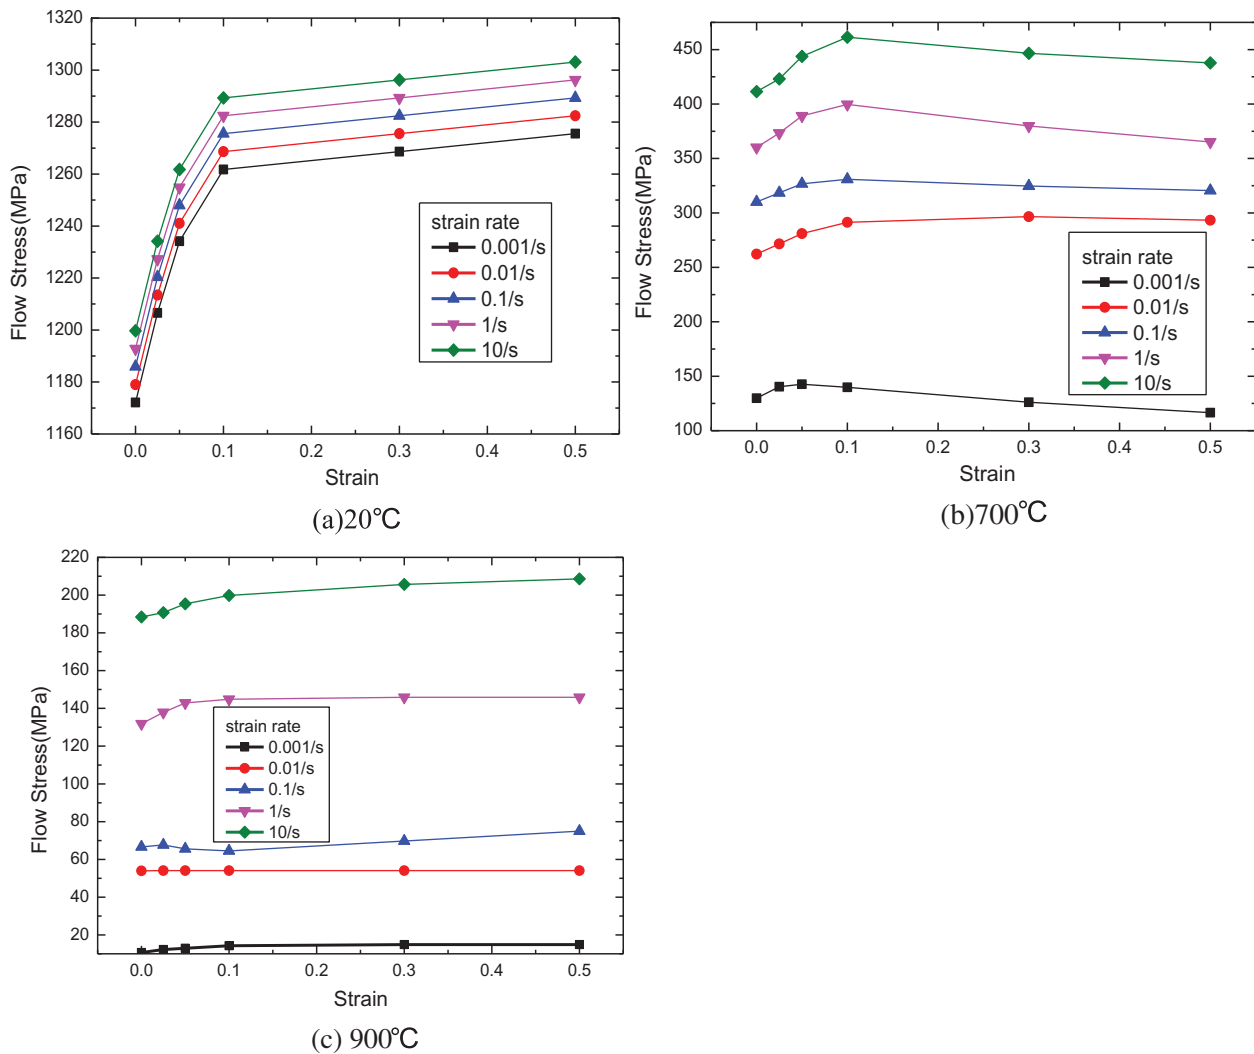 1320
1300
1280
1260
1240
1220
1200
1180
1160
Flow Stress(MPa)
0.0 0.1 0.2 0.3 0.4 0.5
Strain
strain rate
0.001/s
0.01/s
0.1/s
1/s
10/s
(a)20℃
450
400
350
300
250
200
150
100
Flow Stress(MPa)
0.0 0.1 0.2 0.3 0.4 0.5
Strain
strain rate
0.001/s
0.01/s
0.1/s
1/s
10/s
(b)700℃
220
200
180
160
140
120
100
80
60
40
20
Flow Stress(MPa)
0.0 0.1 0.2 0.3 0.4 0.5
Strain
strain rate
0.001/s
0.01/s
0.1/s
1/s
10/s
(c) 900℃